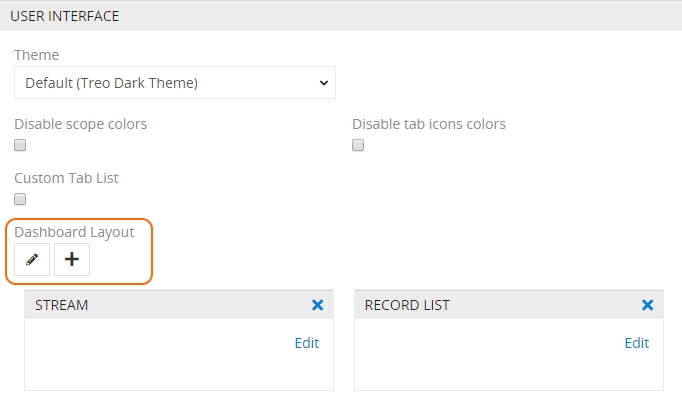 USER INTERFACE
Theme
Default (Treo Dark Theme)
Disable scope colors
Disable tab icons colors
Custom Tab List
Dashboard Layout
STREAM
RECORD LIST
Edit
Edit